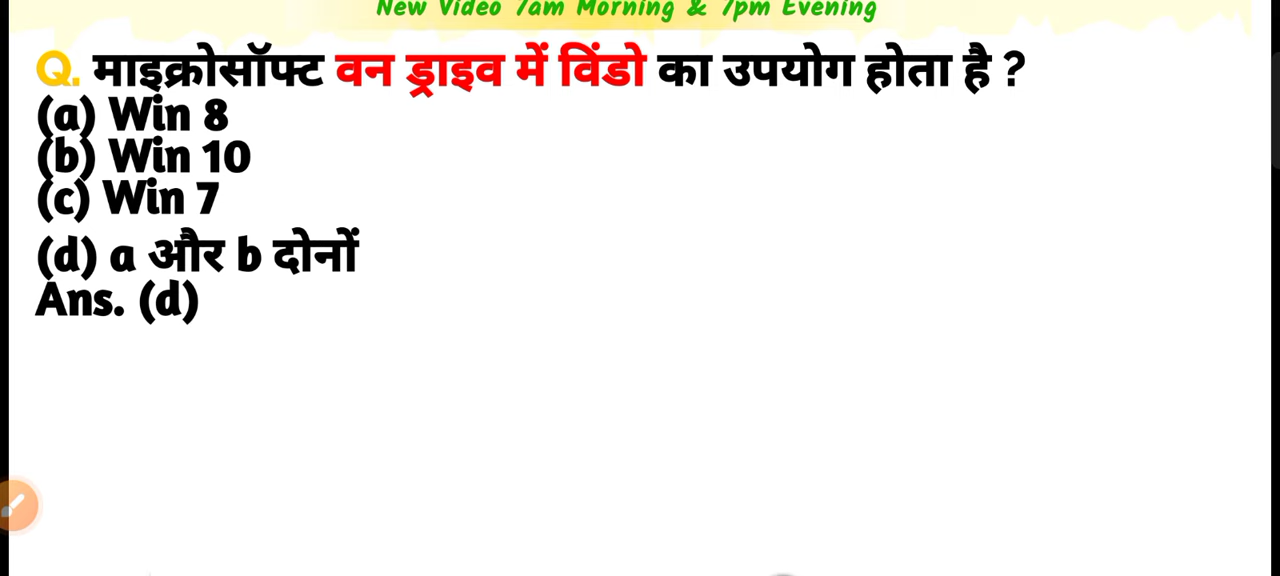 New Video 7am Morning & 7pm Evening
Q. माइक्रोसॉफ्ट वन ड्राइव में विंडो का उपयोग होता है ?
(a) Win 8
(b) Win 10
(c) Win 7
(d) a और b दोनों
Ans. (d)